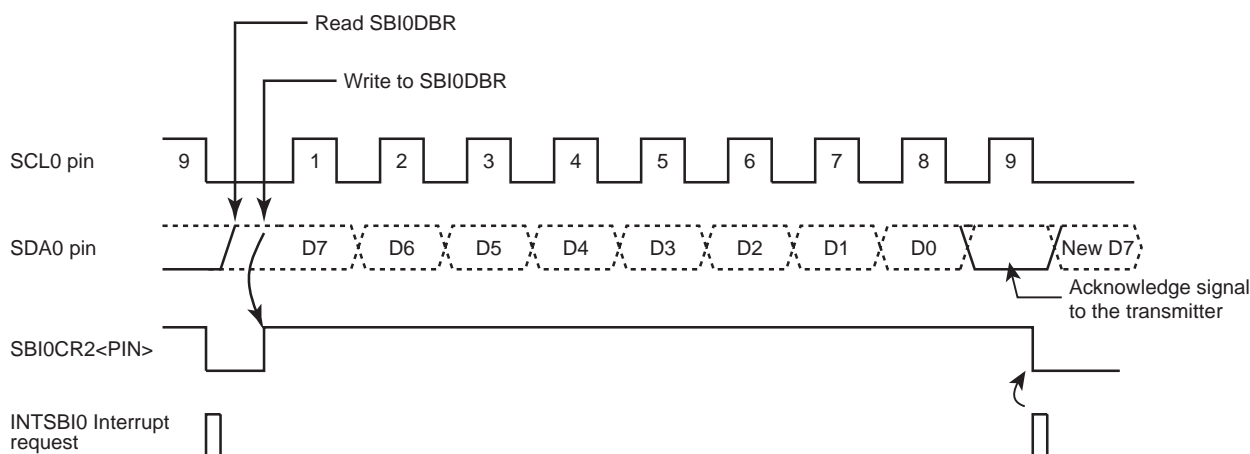 Read SBI0DBR
Write to SBI0DBR
SCL0 pin
9 1 2 3 4 5 6 7 8 9
SDA0 pin
D7 D6 D5 D4 D3 D2 D1 D0 New D7
Acknowledge signal
to the transmitter
SBI0CR2<PIN>
INTSBI0 Interrupt
request